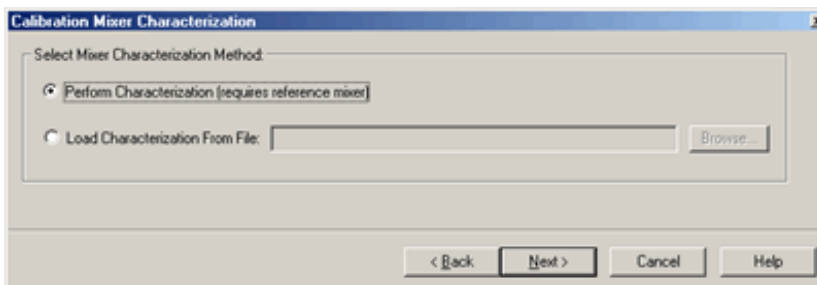 Calibration Mixer Characterization
Select Mixer Characterization Method:
Perform Characterization (requires reference mixer)
Load Characterization From File: Browse...
< Back Next > Cancel Help